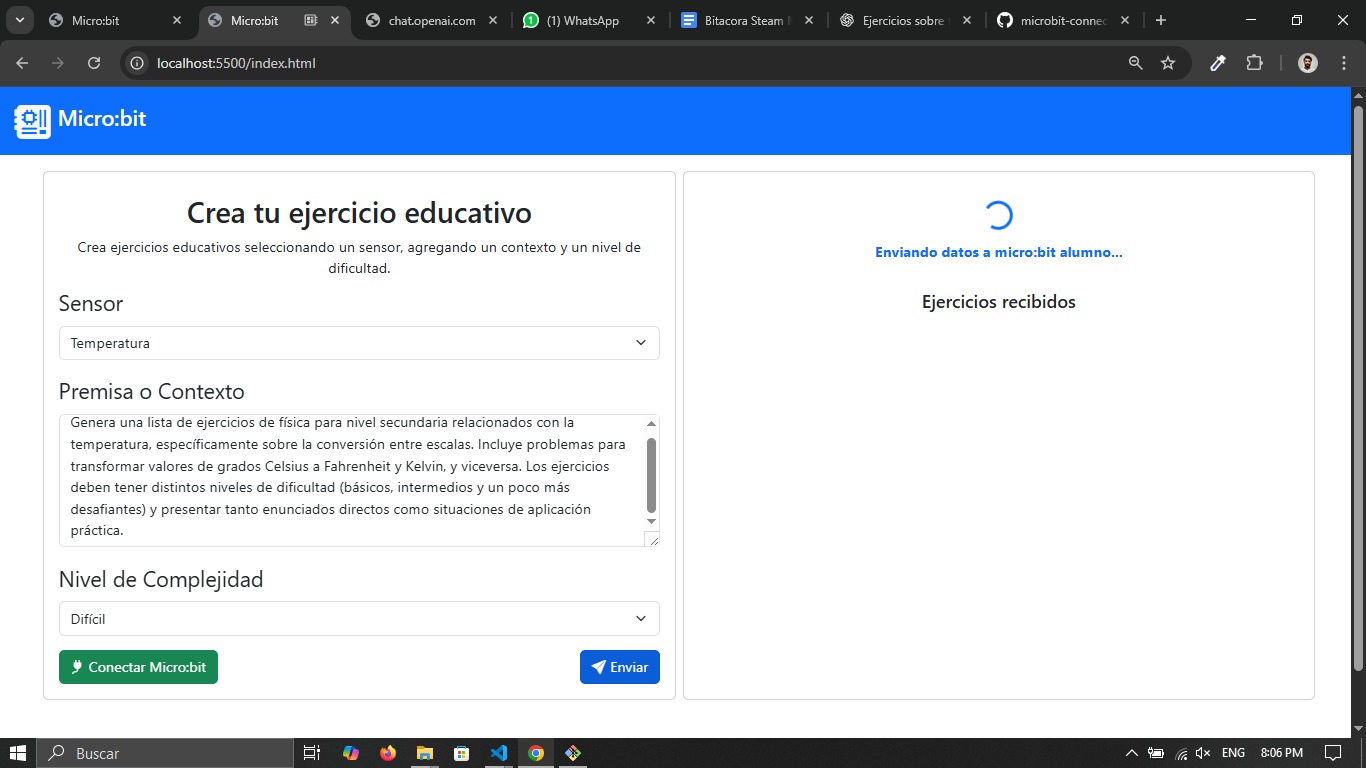 Micro:bit
Micro:bit
chat.openai.com
(1) WhatsApp
Bitacora Steam
Ejercicios sobre
microbit-connec
localhost:5500/index.html
Micro:bit
Crea tu ejercicio educativo
Crea ejercicios educativos seleccionando un sensor, agregando un contexto y un nivel de
dificultad.
Sensor
Temperatura
Premisa o Contexto
Genera una lista de ejercicios de física para nivel secundaria relacionados con la
temperatura, específicamente sobre la conversión entre escalas. Incluye problemas para
transformar valores de grados Celsius a Fahrenheit y Kelvin, y viceversa. Los ejercicios
deben tener distintos niveles de dificultad (básicos, intermedios y un poco más
desafiantes) y presentar tanto enunciados directos como situaciones de aplicación
práctica.
Nivel de Complejidad
Difícil
Conectar Micro:bit
Enviar
Enviando datos a micro:bit alumno...
Ejercicios recibidos
Buscar
ENG
8:06 PM